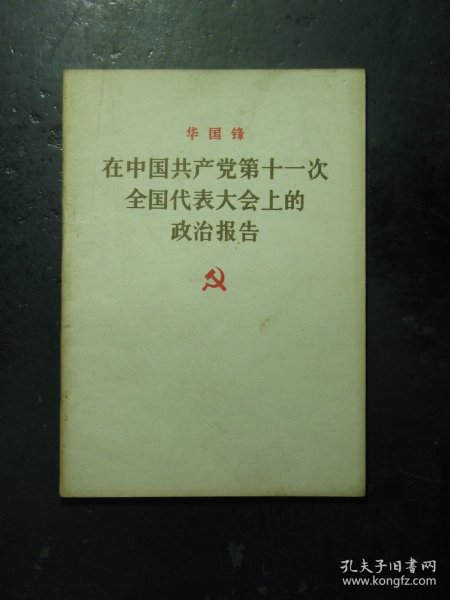 华国锋
在中国共产党第十一次
全国代表大会上的
政治报告
孔夫子旧书网
www.kongfz.com